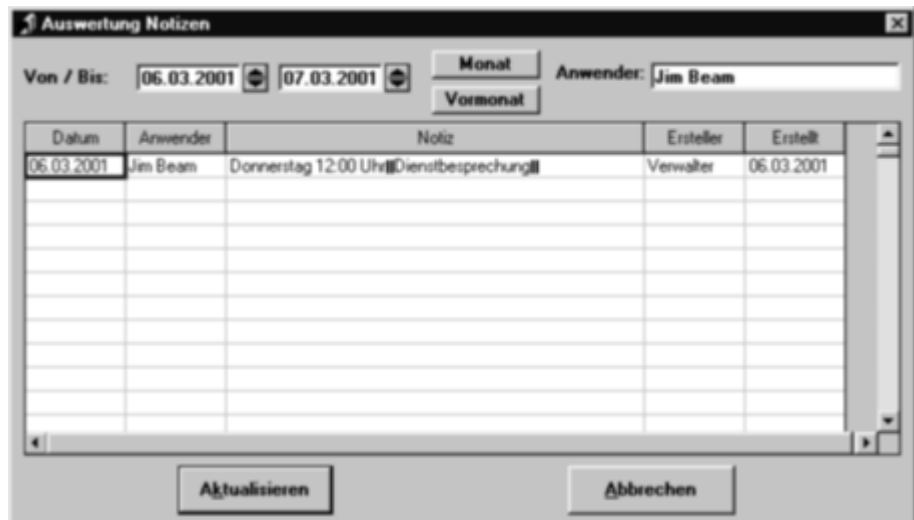 Auswertung Notizen
Von / Bis: 06.03.2001 07.03.2001 Monat Anwender: Jim Beam
Vormonat
Datum Anwender Notiz Ersteller Erstellt
06.03.2001 Jim Beam Donnerstag 12:00 Uhr||Dienstbesprechung|| Verwalter 06.03.2001
Aktualisieren Abbrechen